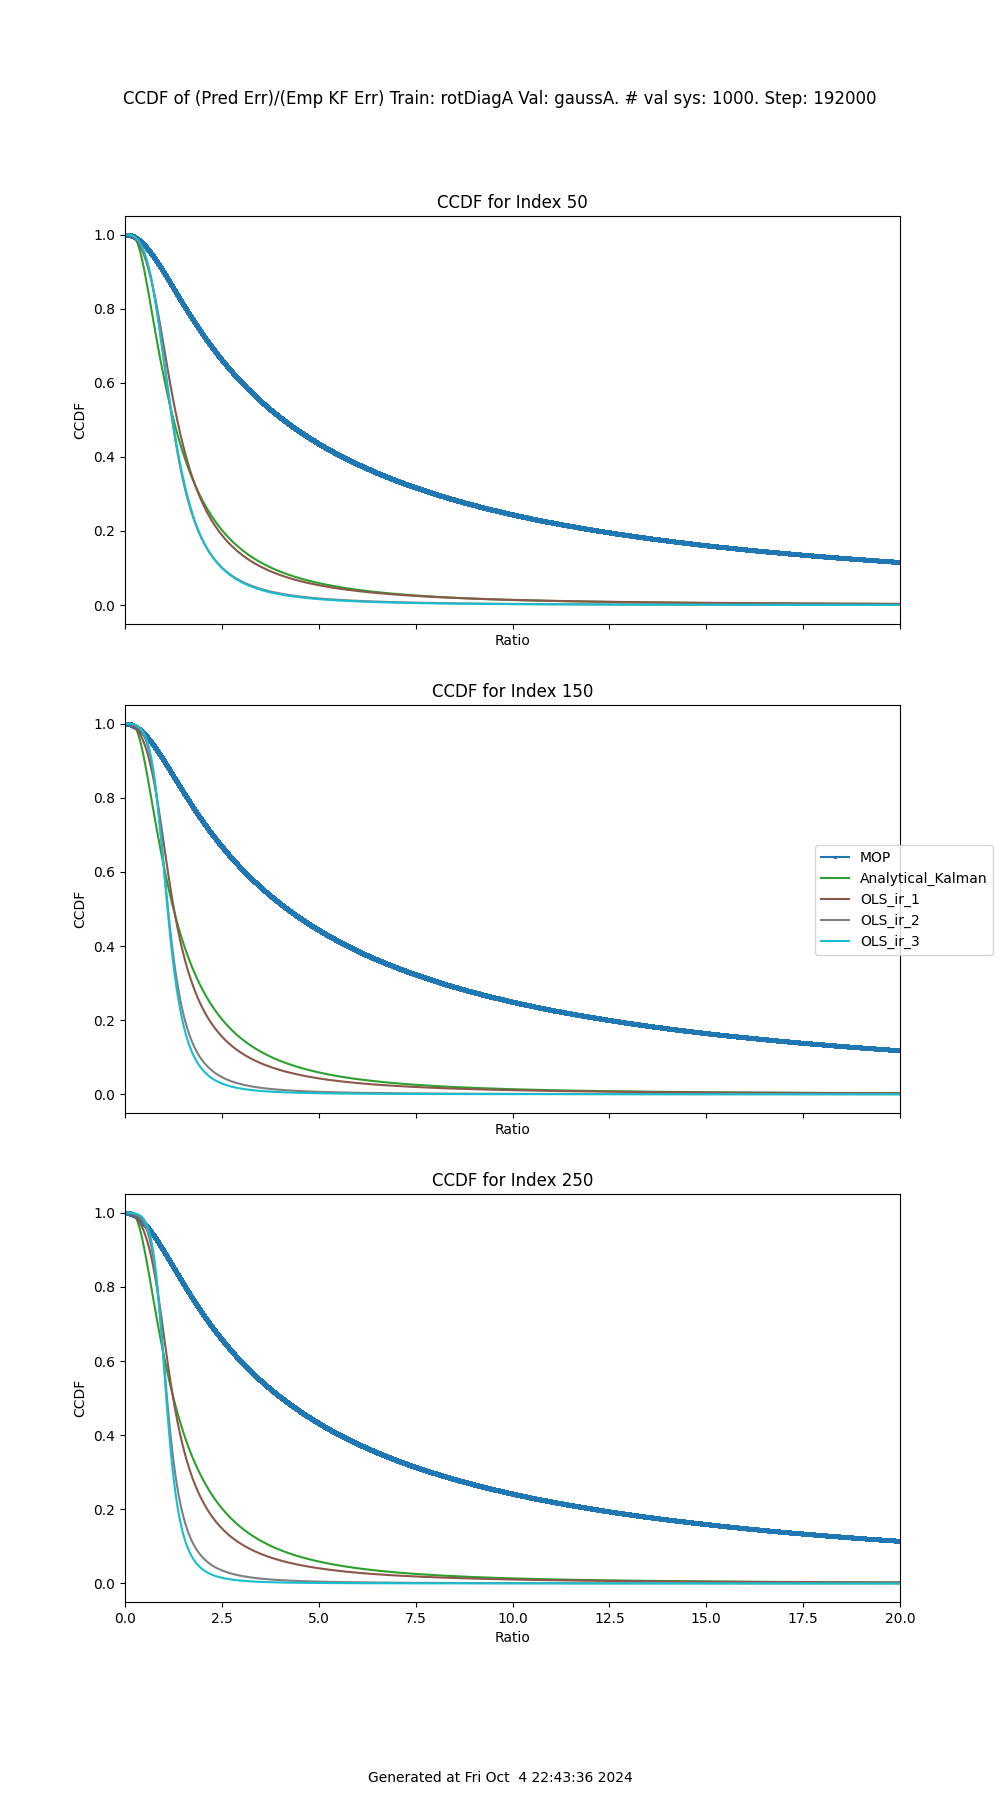 CCDF of (Pred Err)/(Emp KF Err) Train: rotDiagA Val: gaussA. # val sys: 1000. Step: 192000
CCDF for Index 50
1.0
0.8
0.6
0.4
0.2
0.0
CCDF
Ratio
CCDF for Index 150
1.0
0.8
0.6
0.4
0.2
0.0
CCDF
Ratio
MOP
Analytical_Kalman
OLS_ir_1
OLS_ir_2
OLS_ir_3
CCDF for Index 250
1.0
0.8
0.6
0.4
0.2
0.0
CCDF
0.0 2.5 5.0 7.5 10.0 12.5 15.0 17.5 20.0
Ratio
Generated at Fri Oct  4 22:43:36 2024